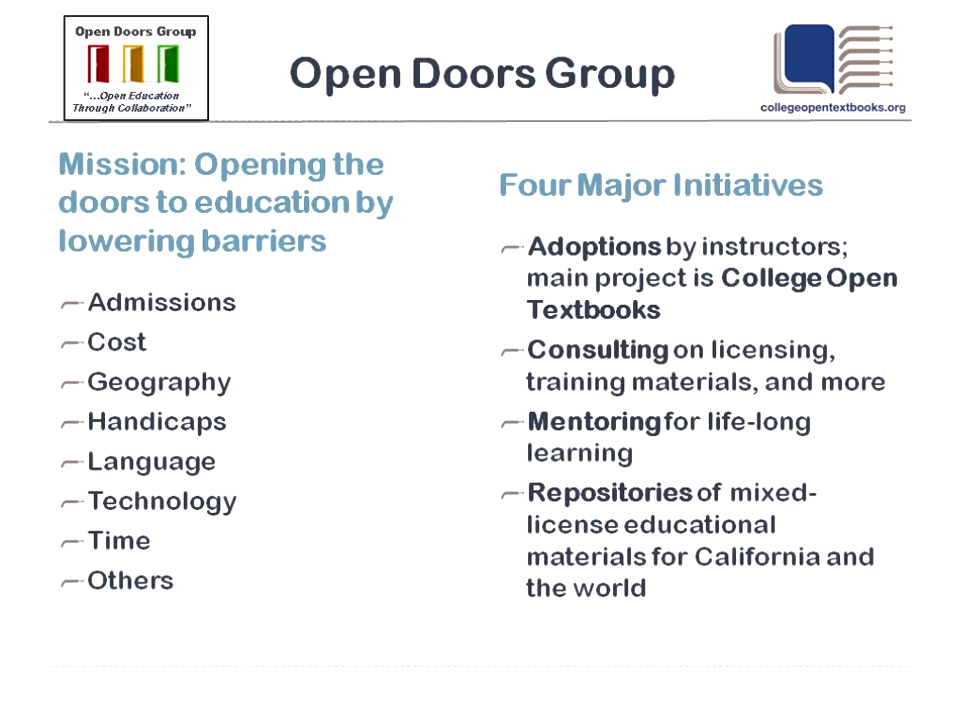 Open Doors Group
"...Open Education
Through Collaboration"
Open Doors Group
collegeopentextbooks.org
Mission: Opening the
doors to education by
lowering barriers
Admissions
Cost
Geography
Handicaps
Language
Technology
Time
Others
Four Major Initiatives
Adoptions by instructors;
main project is College Open
Textbooks
Consulting on licensing,
training materials, and more
Mentoring for life-long
learning
Repositories of mixed-
license educational
materials for California and
the world